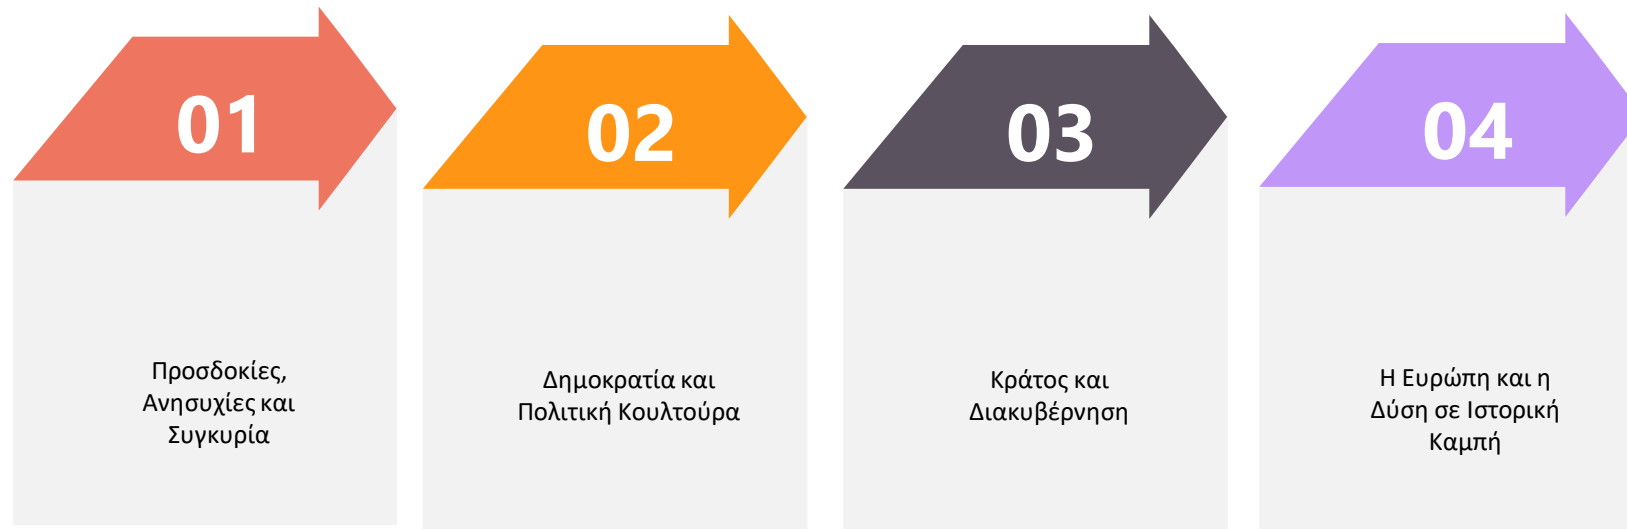 01
Προσδοκίες,
Ανησυχίες και
Συγκυρία
02
Δημοκρατία και
Πολιτική Κουλτούρα
03
Κράτος και
Διακυβέρνηση
04
Η Ευρώπη και η
Δύση σε Ιστορική
Καμπή